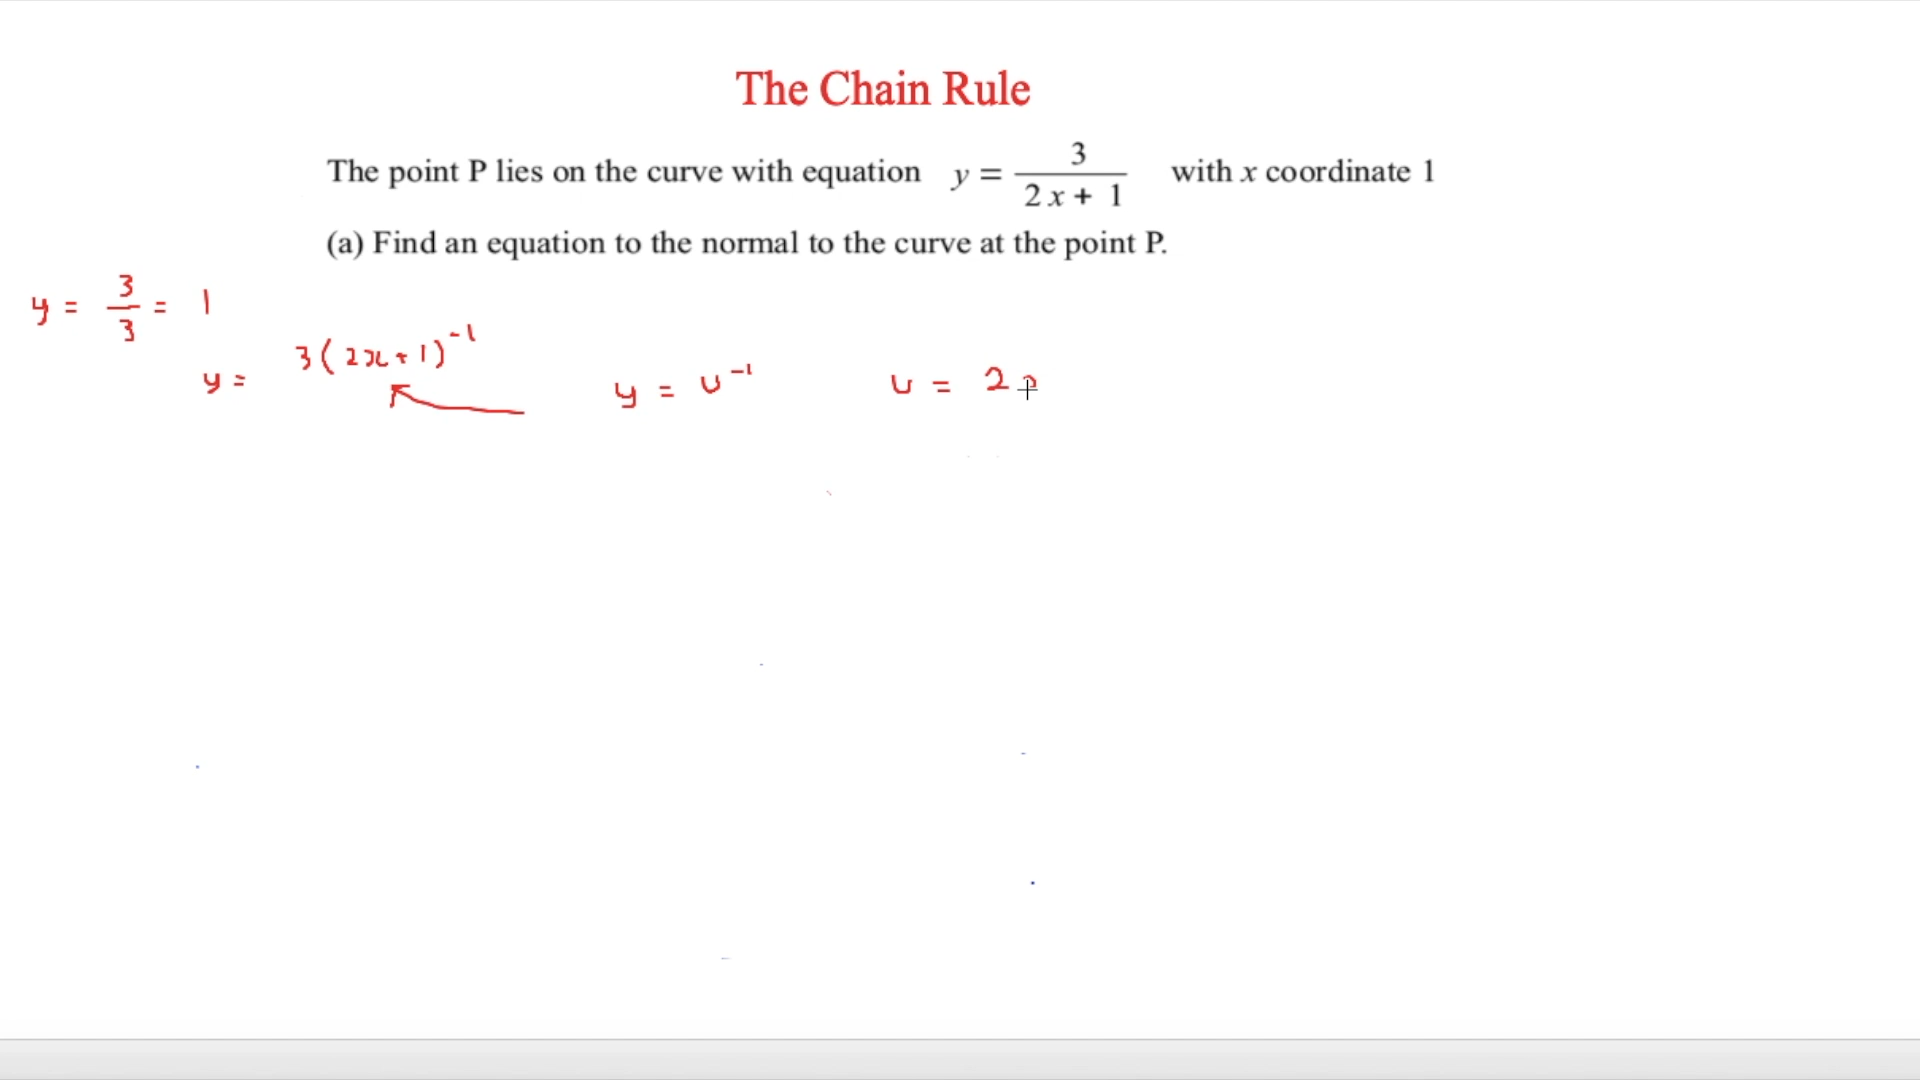 The Chain Rule
The point P lies on the curve with equation y = 3/(2x + 1) with x coordinate 1
(a) Find an equation to the normal to the curve at the point P.
y = 3/3 = 1
y = 3(2x+1)^-1
y = u^-1
u = 2